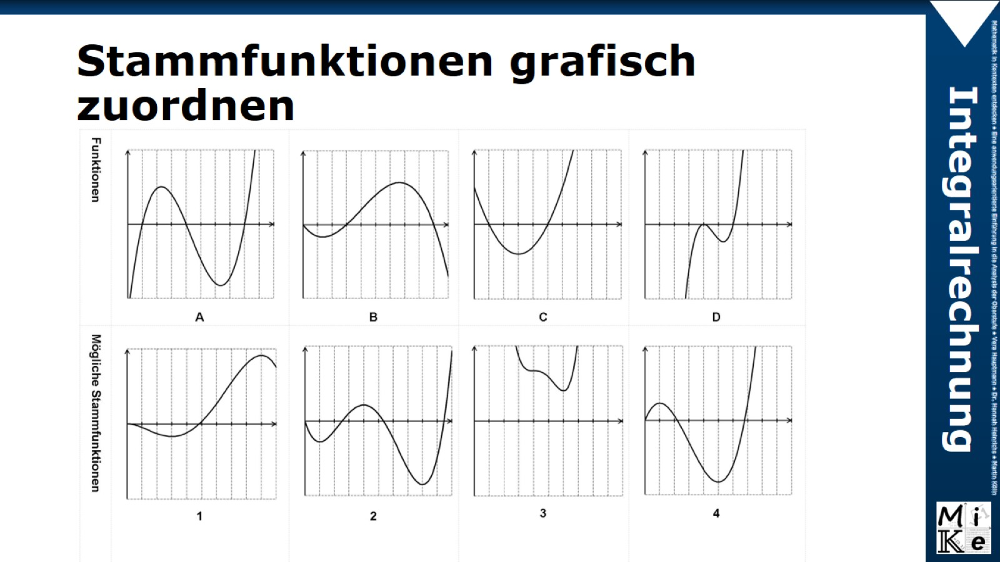 Stammfunktionen grafisch
zuordnen
Funktionen
A
B
C
D
Mögliche Stammfunktionen
1
2
3
4
Integralrechnung
Mathematik in Kontexten entdecken • Eine anwendungsorientierte Einführung in die Analysis der Oberstufe • Vera Hauptmann • Dr. Hannah Heinrichs • Martin Kölln
M i
K e